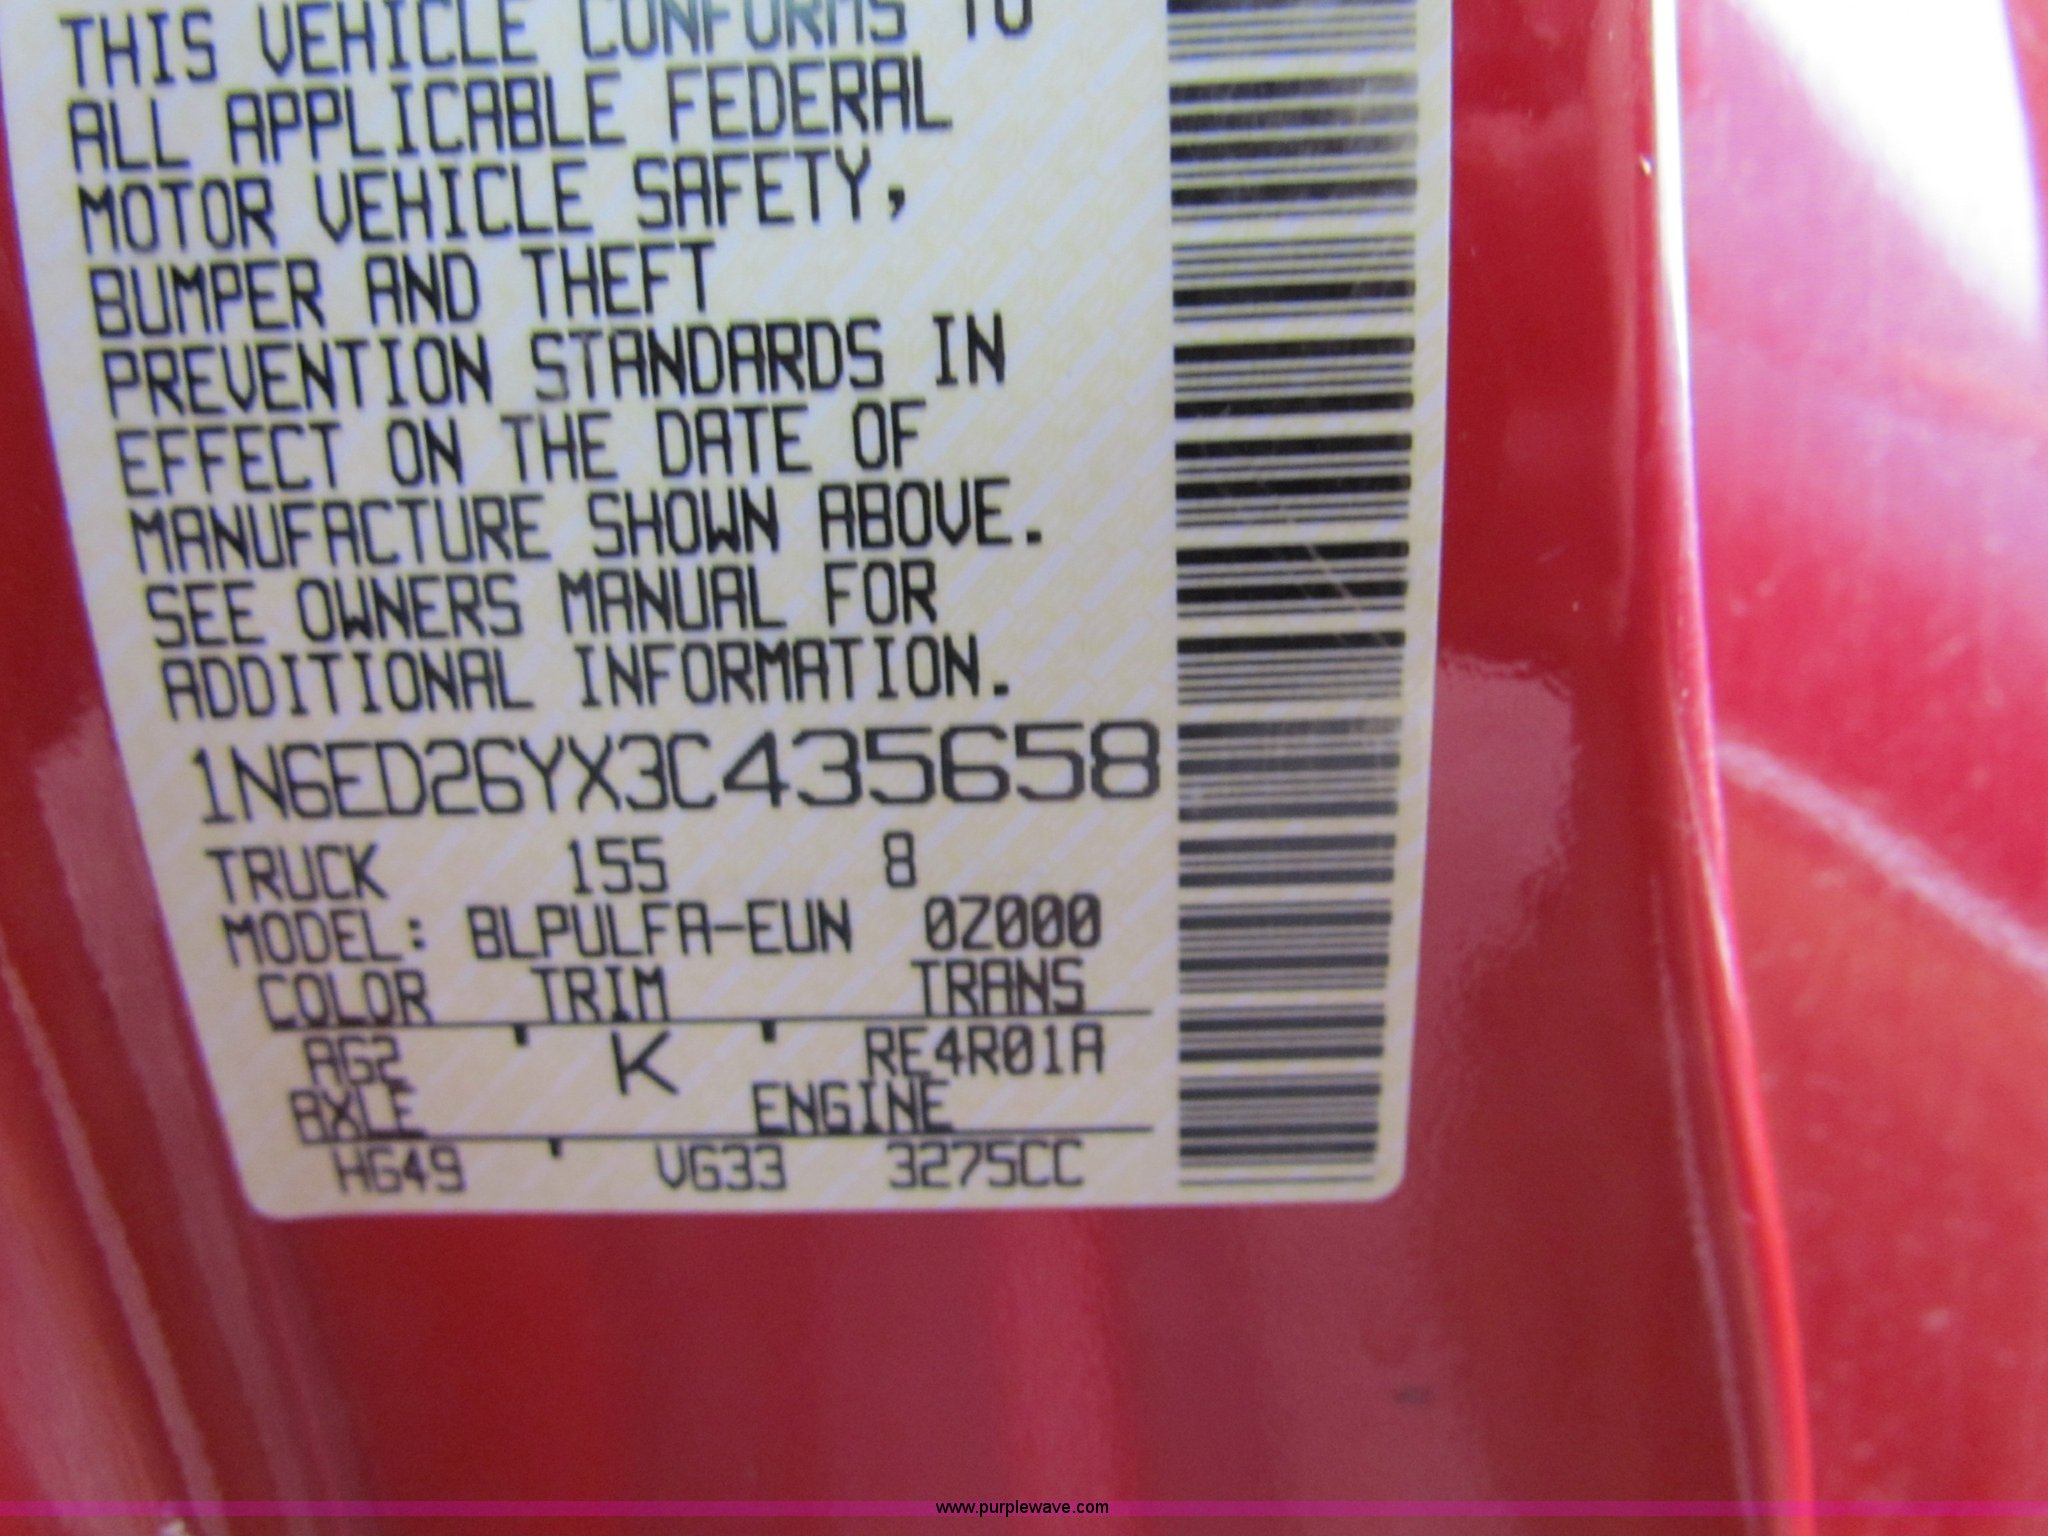 THIS VEHICLE CONFORMS TO
ALL APPLICABLE FEDERAL
MOTOR VEHICLE SAFETY,
BUMPER AND THEFT
PREVENTION STANDARDS IN
EFFECT ON THE DATE OF
MANUFACTURE SHOWN ABOVE.
SEE OWNERS MANUAL FOR
ADDITIONAL INFORMATION.
1N6ED26YX3C435658
TRUCK 155 8
MODEL: BLPULFA-EUN 0Z000
COLOR TRIM TRANS
AG2 K RE4R01A
AXLE ENGINE
HG49 VG33 3275CC
www.purplewave.com